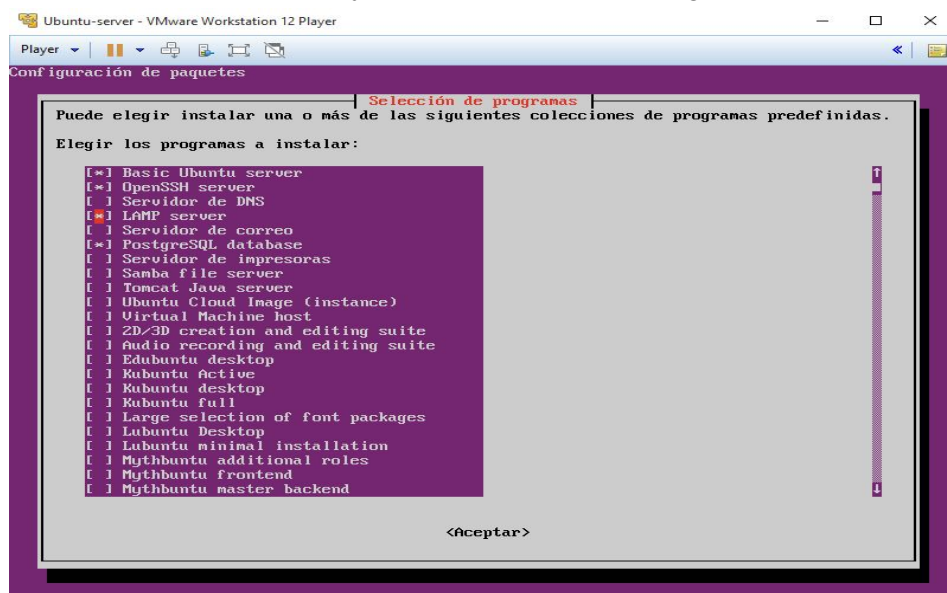 Ubuntu-server - VMware Workstation 12 Player
Player
Configuración de paquetes
Selección de programas
Puede elegir instalar una o más de las siguientes colecciones de programas predefinidas.
Elegir los programas a instalar:
[*] Basic Ubuntu server
[*] OpenSSH server
[ ] Servidor de DNS
[*] LAMP server
[ ] Servidor de correo
[*] PostgreSQL database
[ ] Servidor de impresoras
[ ] Samba file server
[ ] Tomcat Java server
[ ] Ubuntu Cloud Image (instance)
[ ] Virtual Machine host
[ ] 2D/3D creation and editing suite
[ ] Audio recording and editing suite
[ ] Edubuntu desktop
[ ] Kubuntu Active
[ ] Kubuntu desktop
[ ] Kubuntu full
[ ] Large selection of font packages
[ ] Lubuntu Desktop
[ ] Lubuntu minimal installation
[ ] Mythbuntu additional roles
[ ] Mythbuntu frontend
[ ] Mythbuntu master backend
<Aceptar>